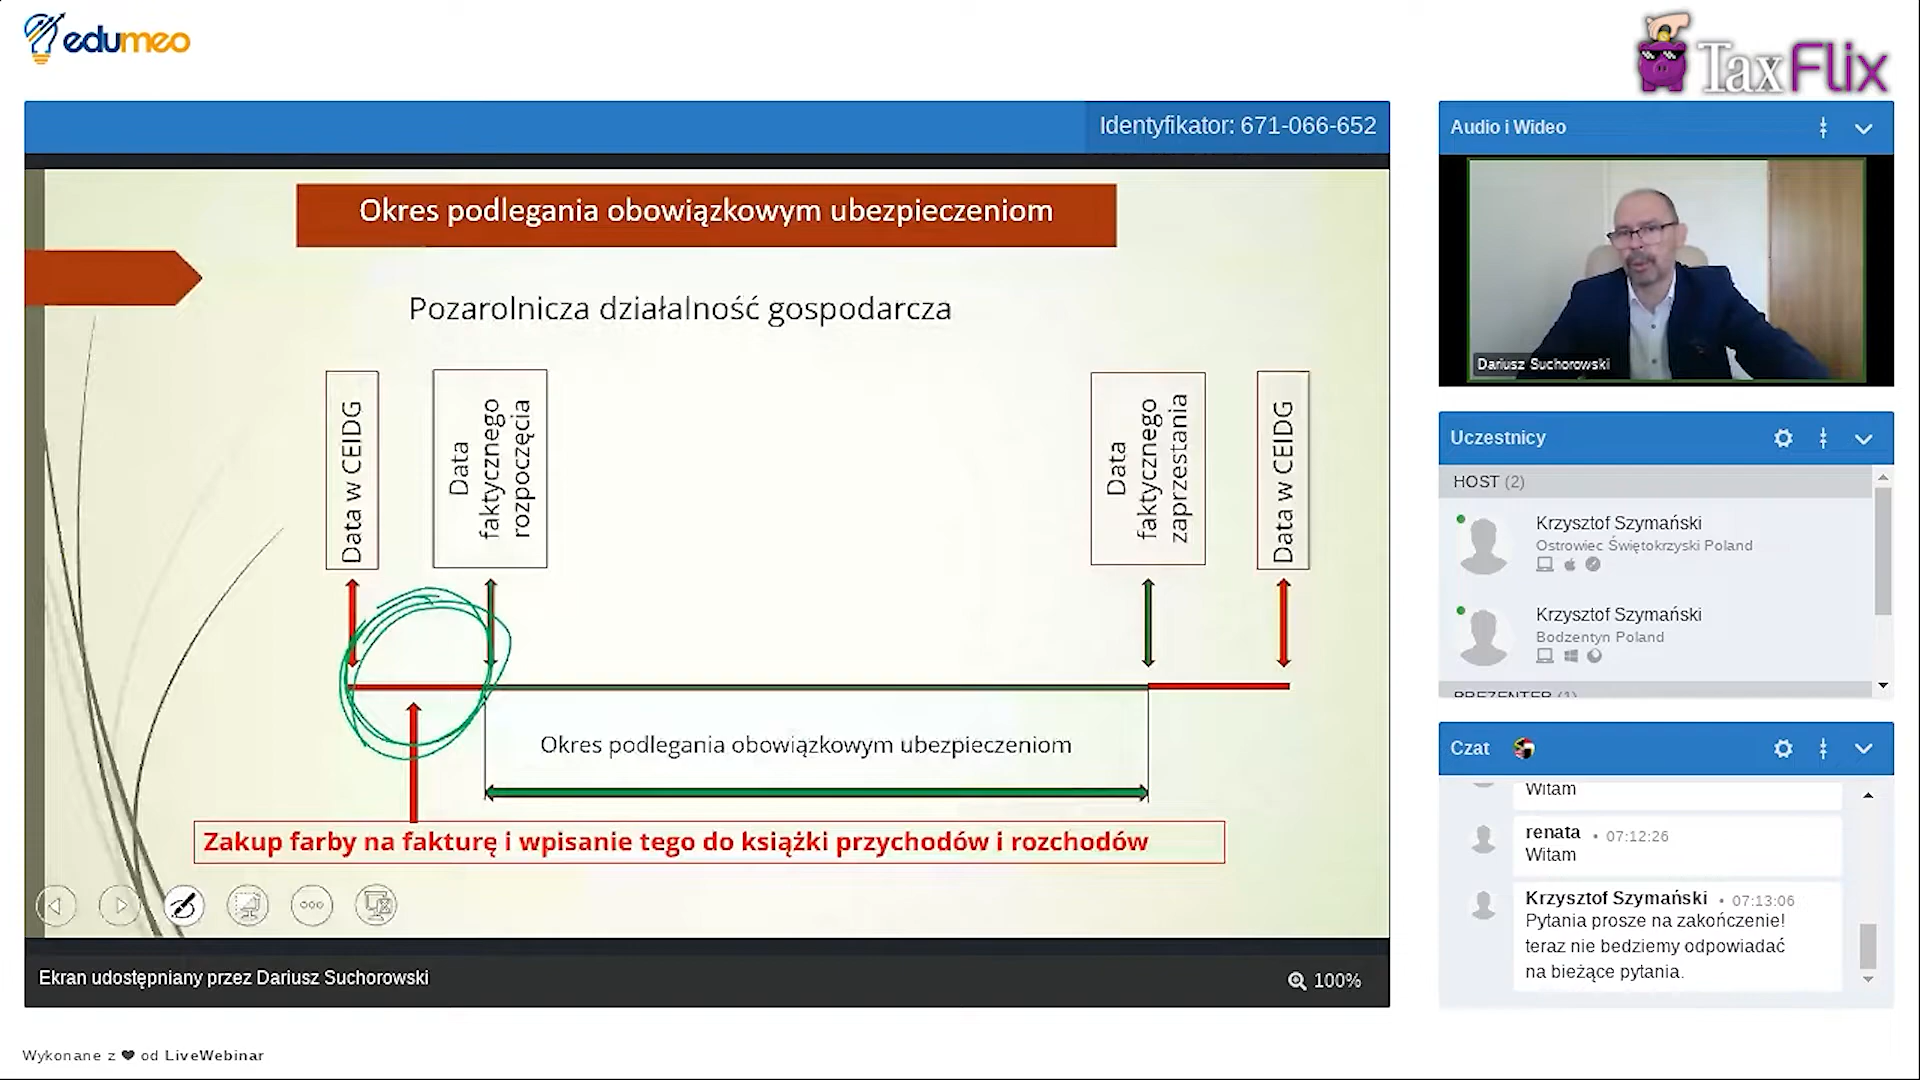 edumeo
TaxFlix
Identyfikator: 671-066-652
Okres podlegania obowiązkowym ubezpieczeniom
Pozarolnicza działalność gospodarcza
Data w CEIDG
Data
faktycznego
rozpoczęcia
Data
faktycznego
zaprzestania
Data w CEIDG
Okres podlegania obowiązkowym ubezpieczeniom
Zakup farby na fakturę i wpisanie tego do książki przychodów i rozchodów
Ekran udostępniany przez Dariusz Suchorowski
100%
Wykonane z ❤ od LiveWebinar
Audio i Wideo
Dariusz Suchorowski
Uczestnicy
HOST (2)
Krzysztof Szymański
Ostrowiec Świętokrzyski Poland
Krzysztof Szymański
Bodzentyn Poland
PREZENTER (1)
Czat
Witam
renata • 07:12:26
Witam
Krzysztof Szymański • 07:13:06
Pytania prosze na zakończenie!
teraz nie bedziemy odpowiadać
na bieżące pytania.